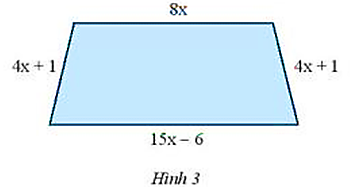 8x
4x + 1
4x + 1
15x – 6
Hình 3